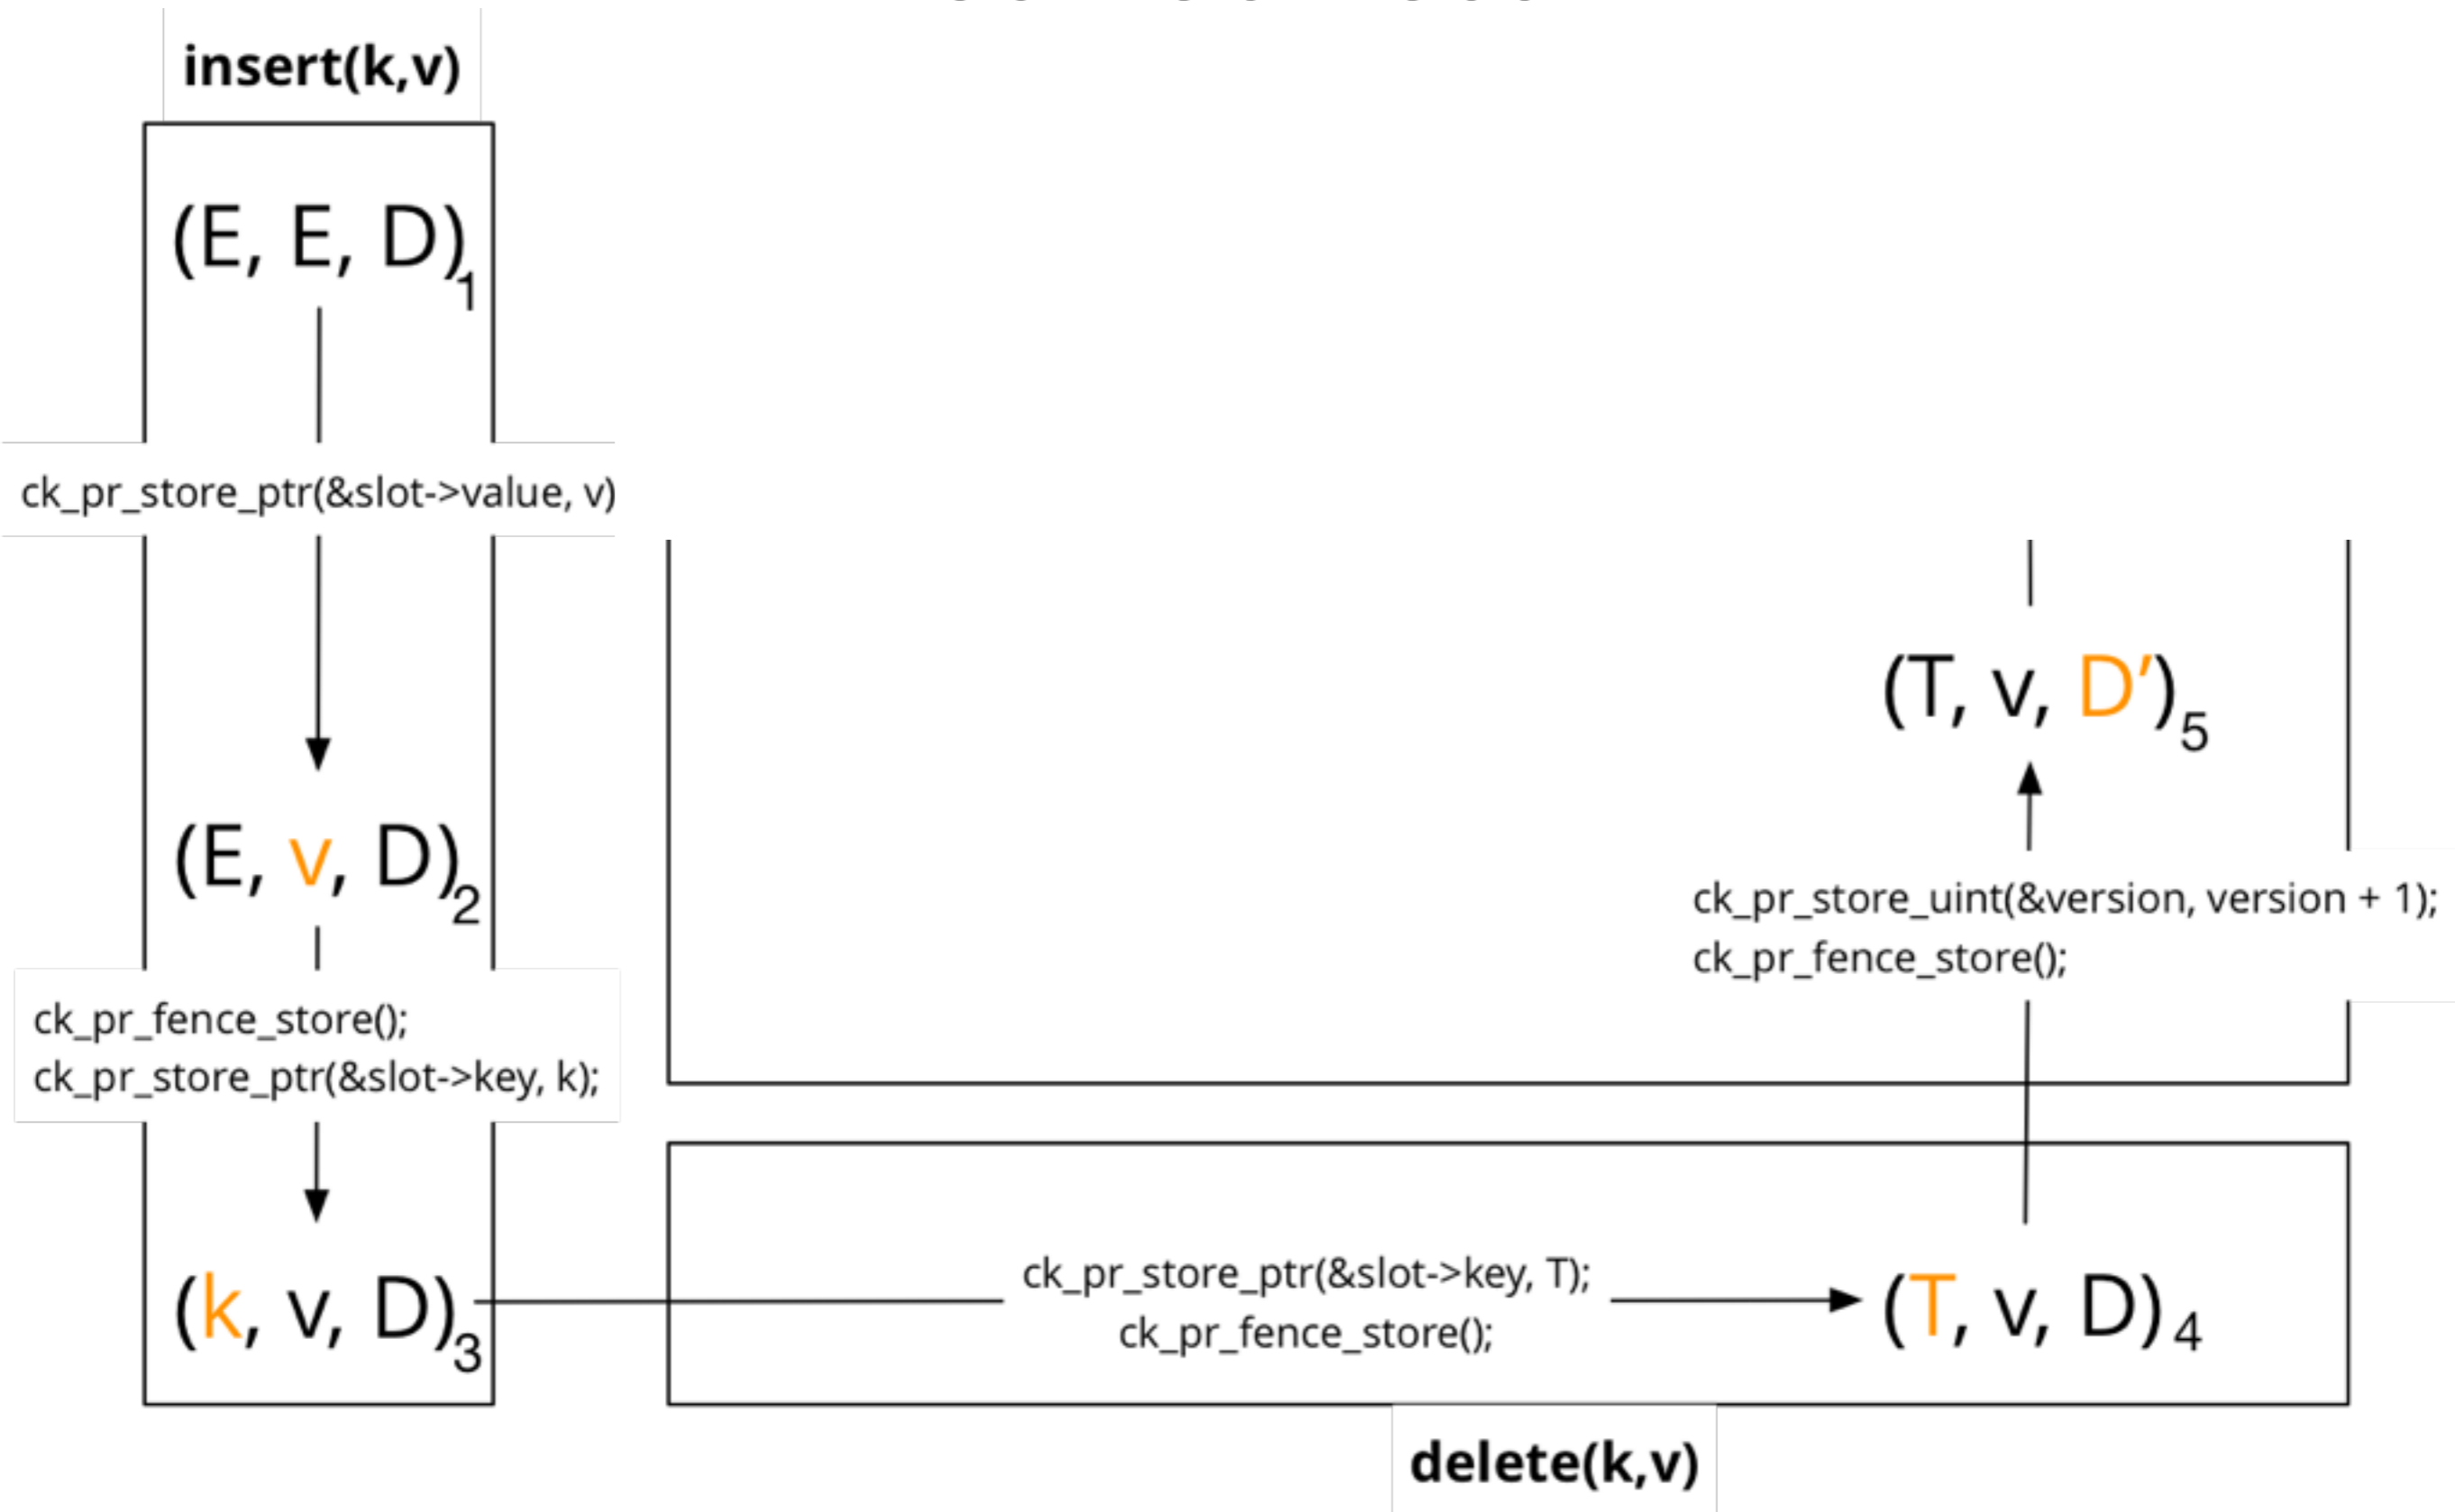 insert(k,v)
(E, E, D)1
ck_pr_store_ptr(&slot->value, v)
(E, v, D)2
ck_pr_fence_store();
ck_pr_store_ptr(&slot->key, k);
(k, v, D)3
ck_pr_store_ptr(&slot->key, T);
ck_pr_fence_store();
(T, v, D)4
ck_pr_store_uint(&version, version + 1);
ck_pr_fence_store();
(T, v, D’)5
delete(k,v)